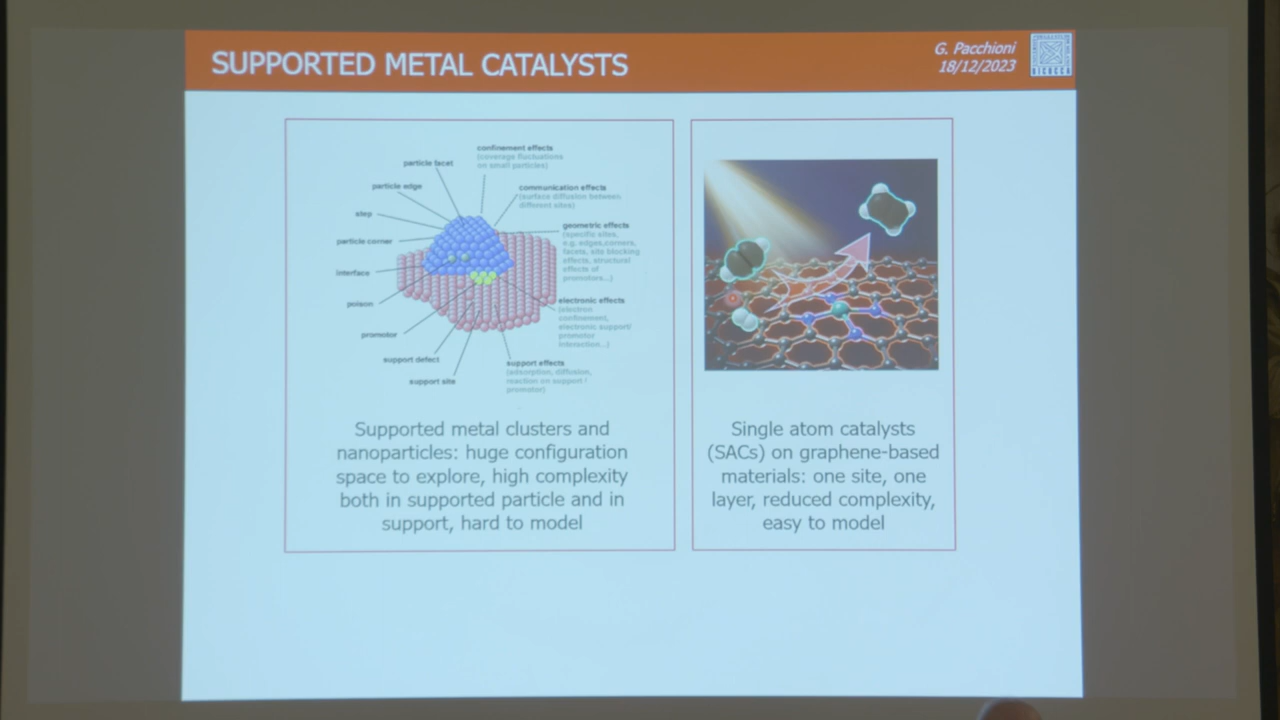 SUPPORTED METAL CATALYSTS
G. Pacchioni
18/12/2023
BICOCCA
confinement effects
(coverage fluctuations
on small particles)
particle facet
particle edge
communication effects
(surface diffusion between
different sites)
step
geometric effects
(specific sites,
e.g. edges,corners,
facets, site blocking
effects, structural
effects of
promotors...)
particle corner
interface
poison
electronic effects
(electron
confinement,
electronic support/
promotor
interaction...)
promotor
support defect
support site
support effects
(adsorption, diffusion,
reaction on support /
promotor)
Supported metal clusters and
nanoparticles: huge configuration
space to explore, high complexity
both in supported particle and in
support, hard to model
Single atom catalysts
(SACs) on graphene-based
materials: one site, one
layer, reduced complexity,
easy to model